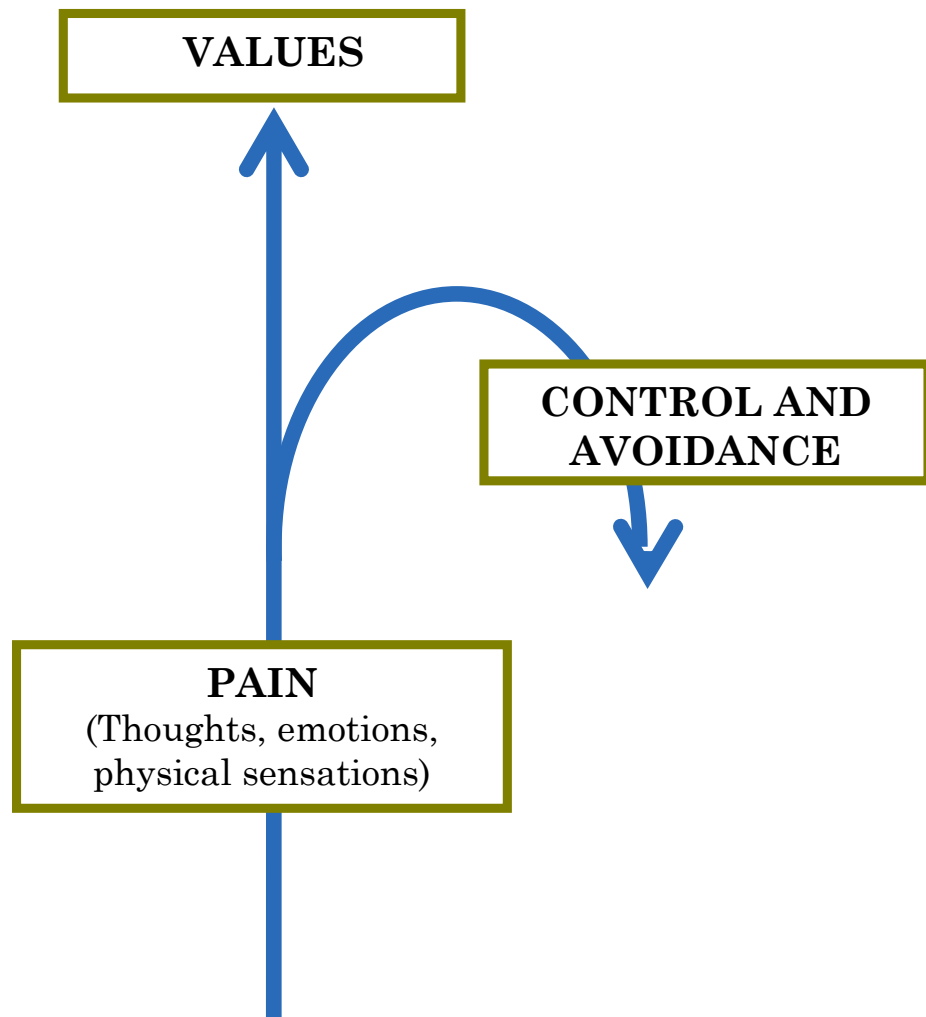 VALUES
CONTROL AND
AVOIDANCE
PAIN
(Thoughts, emotions,
physical sensations)